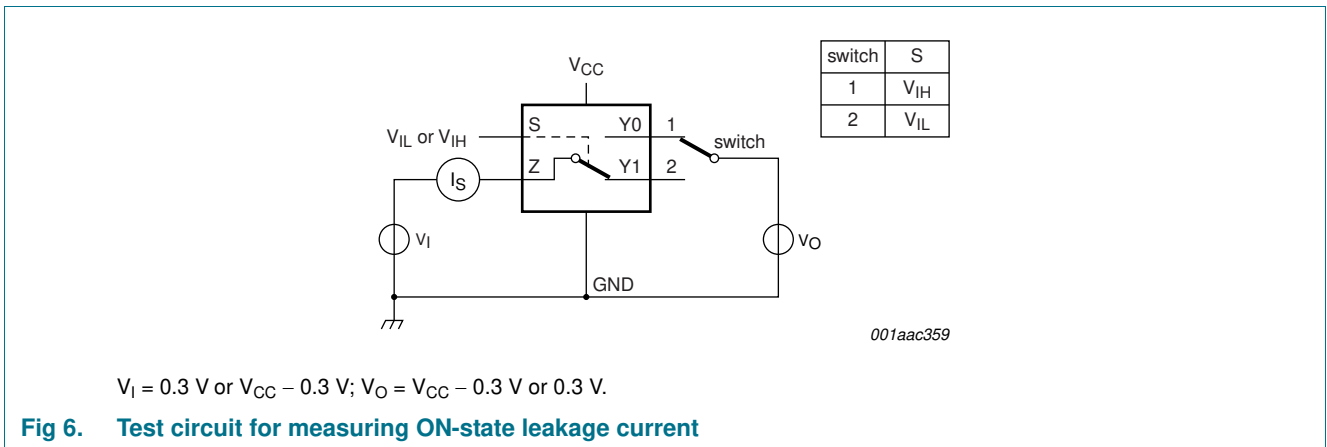 switch S
1 VIH
2 VIL
VCC
S Y0 1
VIL or VIH
switch
Z Y1 2
IS
VI
VO
GND
001aac359
VI = 0.3 V or VCC − 0.3 V; VO = VCC − 0.3 V or 0.3 V.
Fig 6. Test circuit for measuring ON-state leakage current